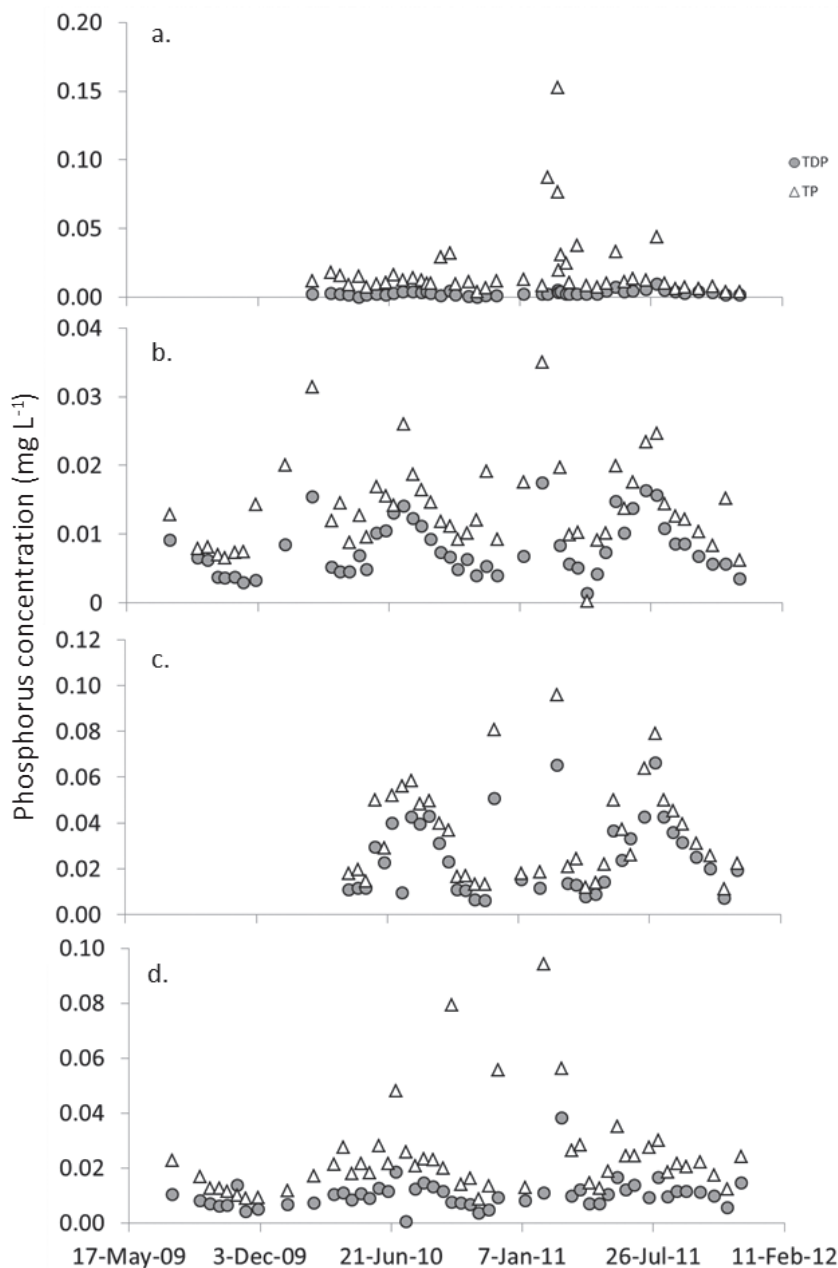 0.20
a.
0.15
TDP
TP
0.10
0.05
0.00
0.04
b.
0.03
0.02
0.01
0
Phosphorus concentration (mg L-1)
0.12
c.
0.10
0.08
0.06
0.04
0.02
0.00
0.10
d.
0.08
0.06
0.04
0.02
0.00
17-May-09 3-Dec-09 21-Jun-10 7-Jan-11 26-Jul-11 11-Feb-12